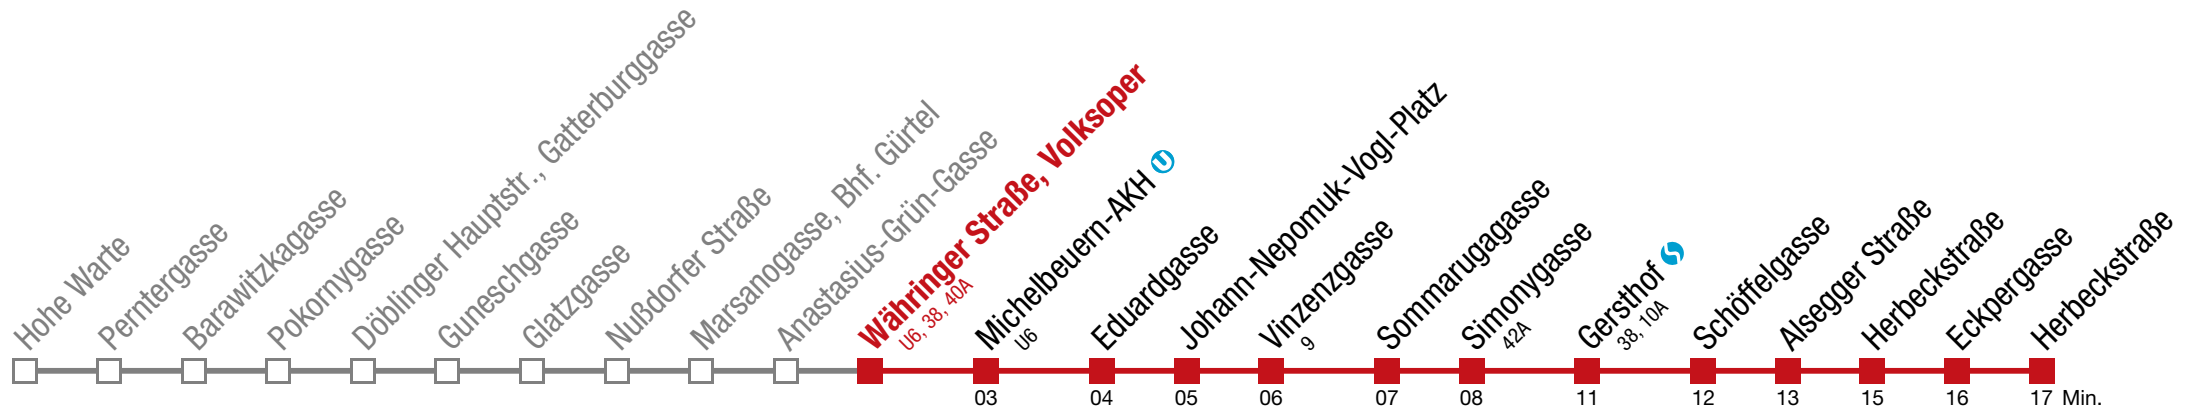 Hohe Warte
Perntergasse
Barawitzkagasse
Pokornygasse
Döblinger Hauptstr., Gatterburggasse
Guneschgasse
Glatzgasse
Nußdorfer Straße
Marsanogasse, Bhf. Gürtel
Anastasius-Grün-Gasse
Währinger Straße, Volksoper
U6, 38, 40A
Michelbeuern-AKH U
U6
Eduardgasse
Johann-Nepomuk-Vogl-Platz
Vinzenzgasse
9
Sommarugagasse
Simonygasse
42A
Gersthof S
38, 10A
Schöffelgasse
Alsegger Straße
Herbeckstraße
Eckpergasse
Herbeckstraße
03 04 05 06 07 08 11 12 13 15 16 17 Min.